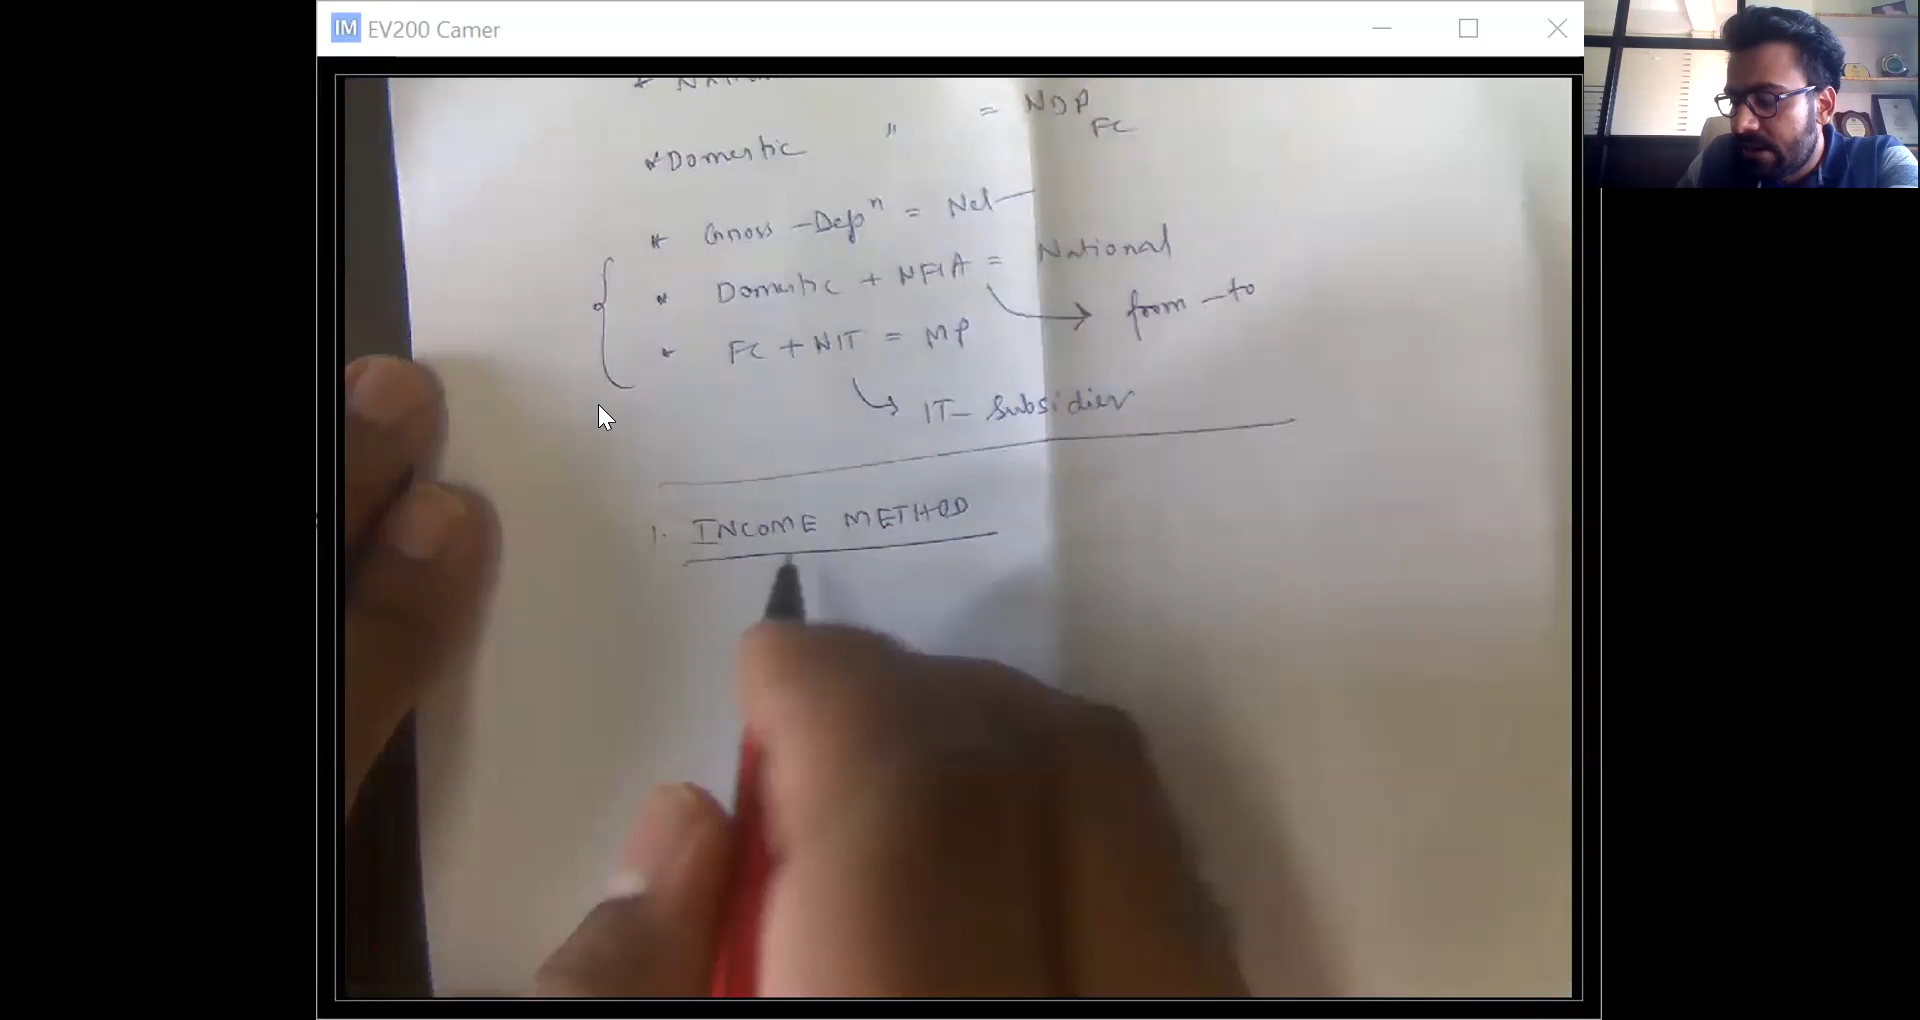 IM EV200 Camer
* Domestic " = NDP FC
* Gross - Depⁿ = Net
* Domestic + NFIA = National
from - to
* FC + NIT = MP
IT - Subsidies
1. INCOME METHOD